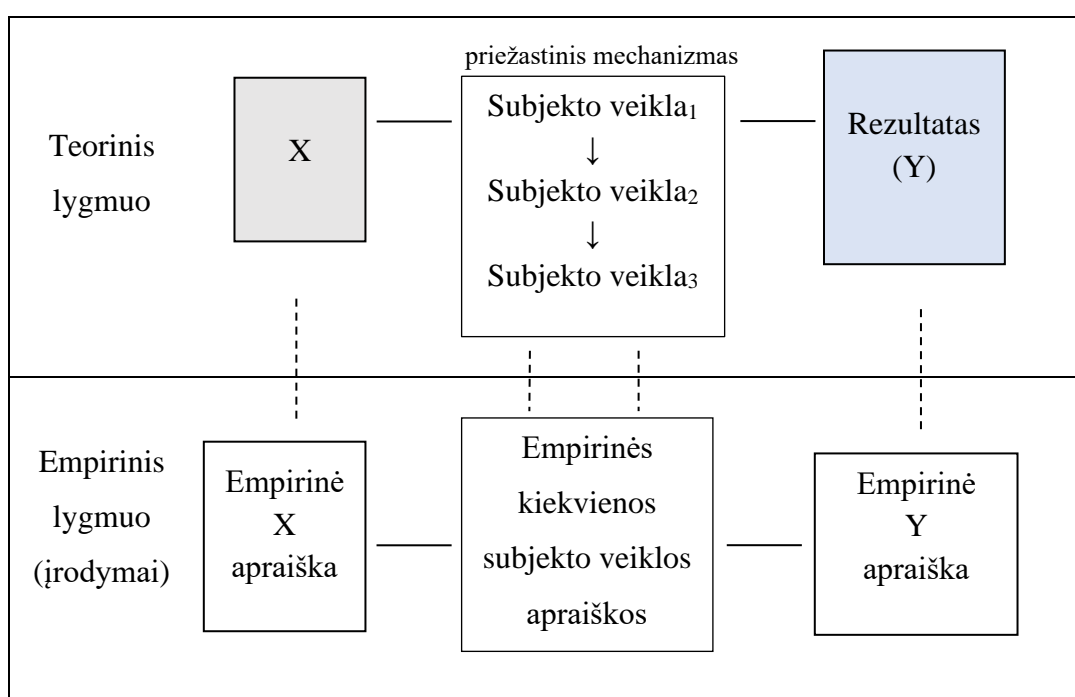 priežastinis mechanizmas
Teorinis
lygmuo
X
Subjekto veikla₁
↓
Subjekto veikla₂
↓
Subjekto veikla₃
Rezultatas
(Y)
Empirinis
lygmuo
(įrodymai)
Empirinė
X
apraiška
Empirinės
kiekvienos
subjekto veiklos
apraiškos
Empirinė
Y
apraiška